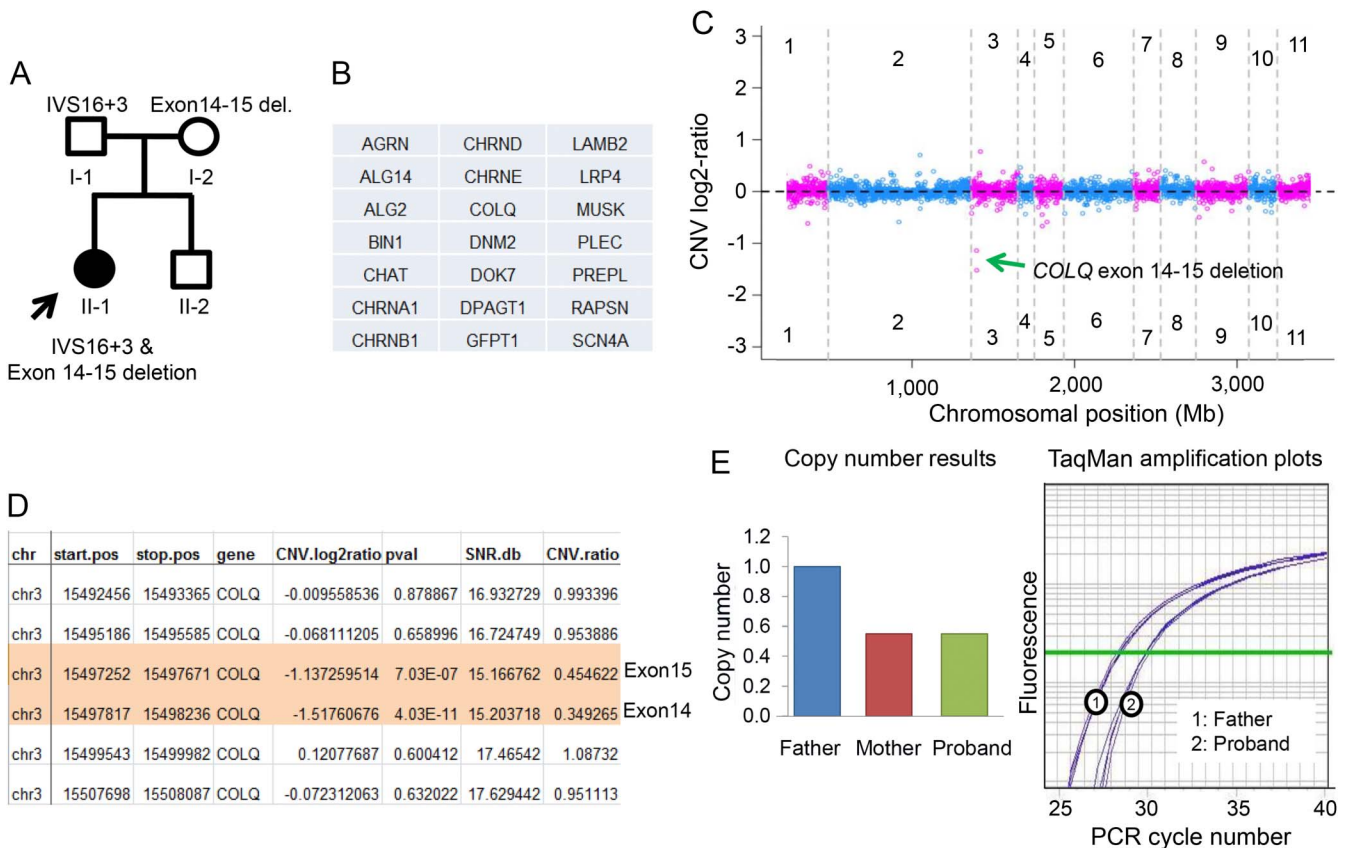 A
IVS16+3 Exon14-15 del.
I-1 I-2
II-1 II-2
IVS16+3 &
Exon 14-15 deletion
B
AGRN CHRND LAMB2
ALG14 CHRNE LRP4
ALG2 COLQ MUSK
BIN1 DNM2 PLEC
CHAT DOK7 PREPL
CHRNA1 DPAGT1 RAPSN
CHRNB1 GFPT1 SCN4A
C
CNV log2-ratio
3
2
1
0
-1
-2
-3
1 2 3 4 5 6 7 8 9 10 11
COLQ exon 14-15 deletion
1 2 3 4 5 6 7 8 9 10 11
1,000 2,000 3,000
Chromosomal position (Mb)
D
chr start.pos stop.pos gene CNV.log2ratio pval SNR.db CNV.ratio
chr3 15492456 15493365 COLQ -0.009558536 0.878867 16.932729 0.993396
chr3 15495186 15495585 COLQ -0.068111205 0.658996 16.724749 0.953886
chr3 15497252 15497671 COLQ -1.137259514 7.03E-07 15.166762 0.454622 Exon15
chr3 15497817 15498236 COLQ -1.51760676 4.03E-11 15.203718 0.349265 Exon14
chr3 15499543 15499982 COLQ 0.12077687 0.600412 17.46542 1.08732
chr3 15507698 15508087 COLQ -0.072312063 0.632022 17.629442 0.951113
E
Copy number results
Copy number
1.2
1.0
0.8
0.6
0.4
0.2
0.0
Father Mother Proband
TaqMan amplification plots
Fluorescence
1 2
1: Father
2: Proband
25 30 35 40
PCR cycle number